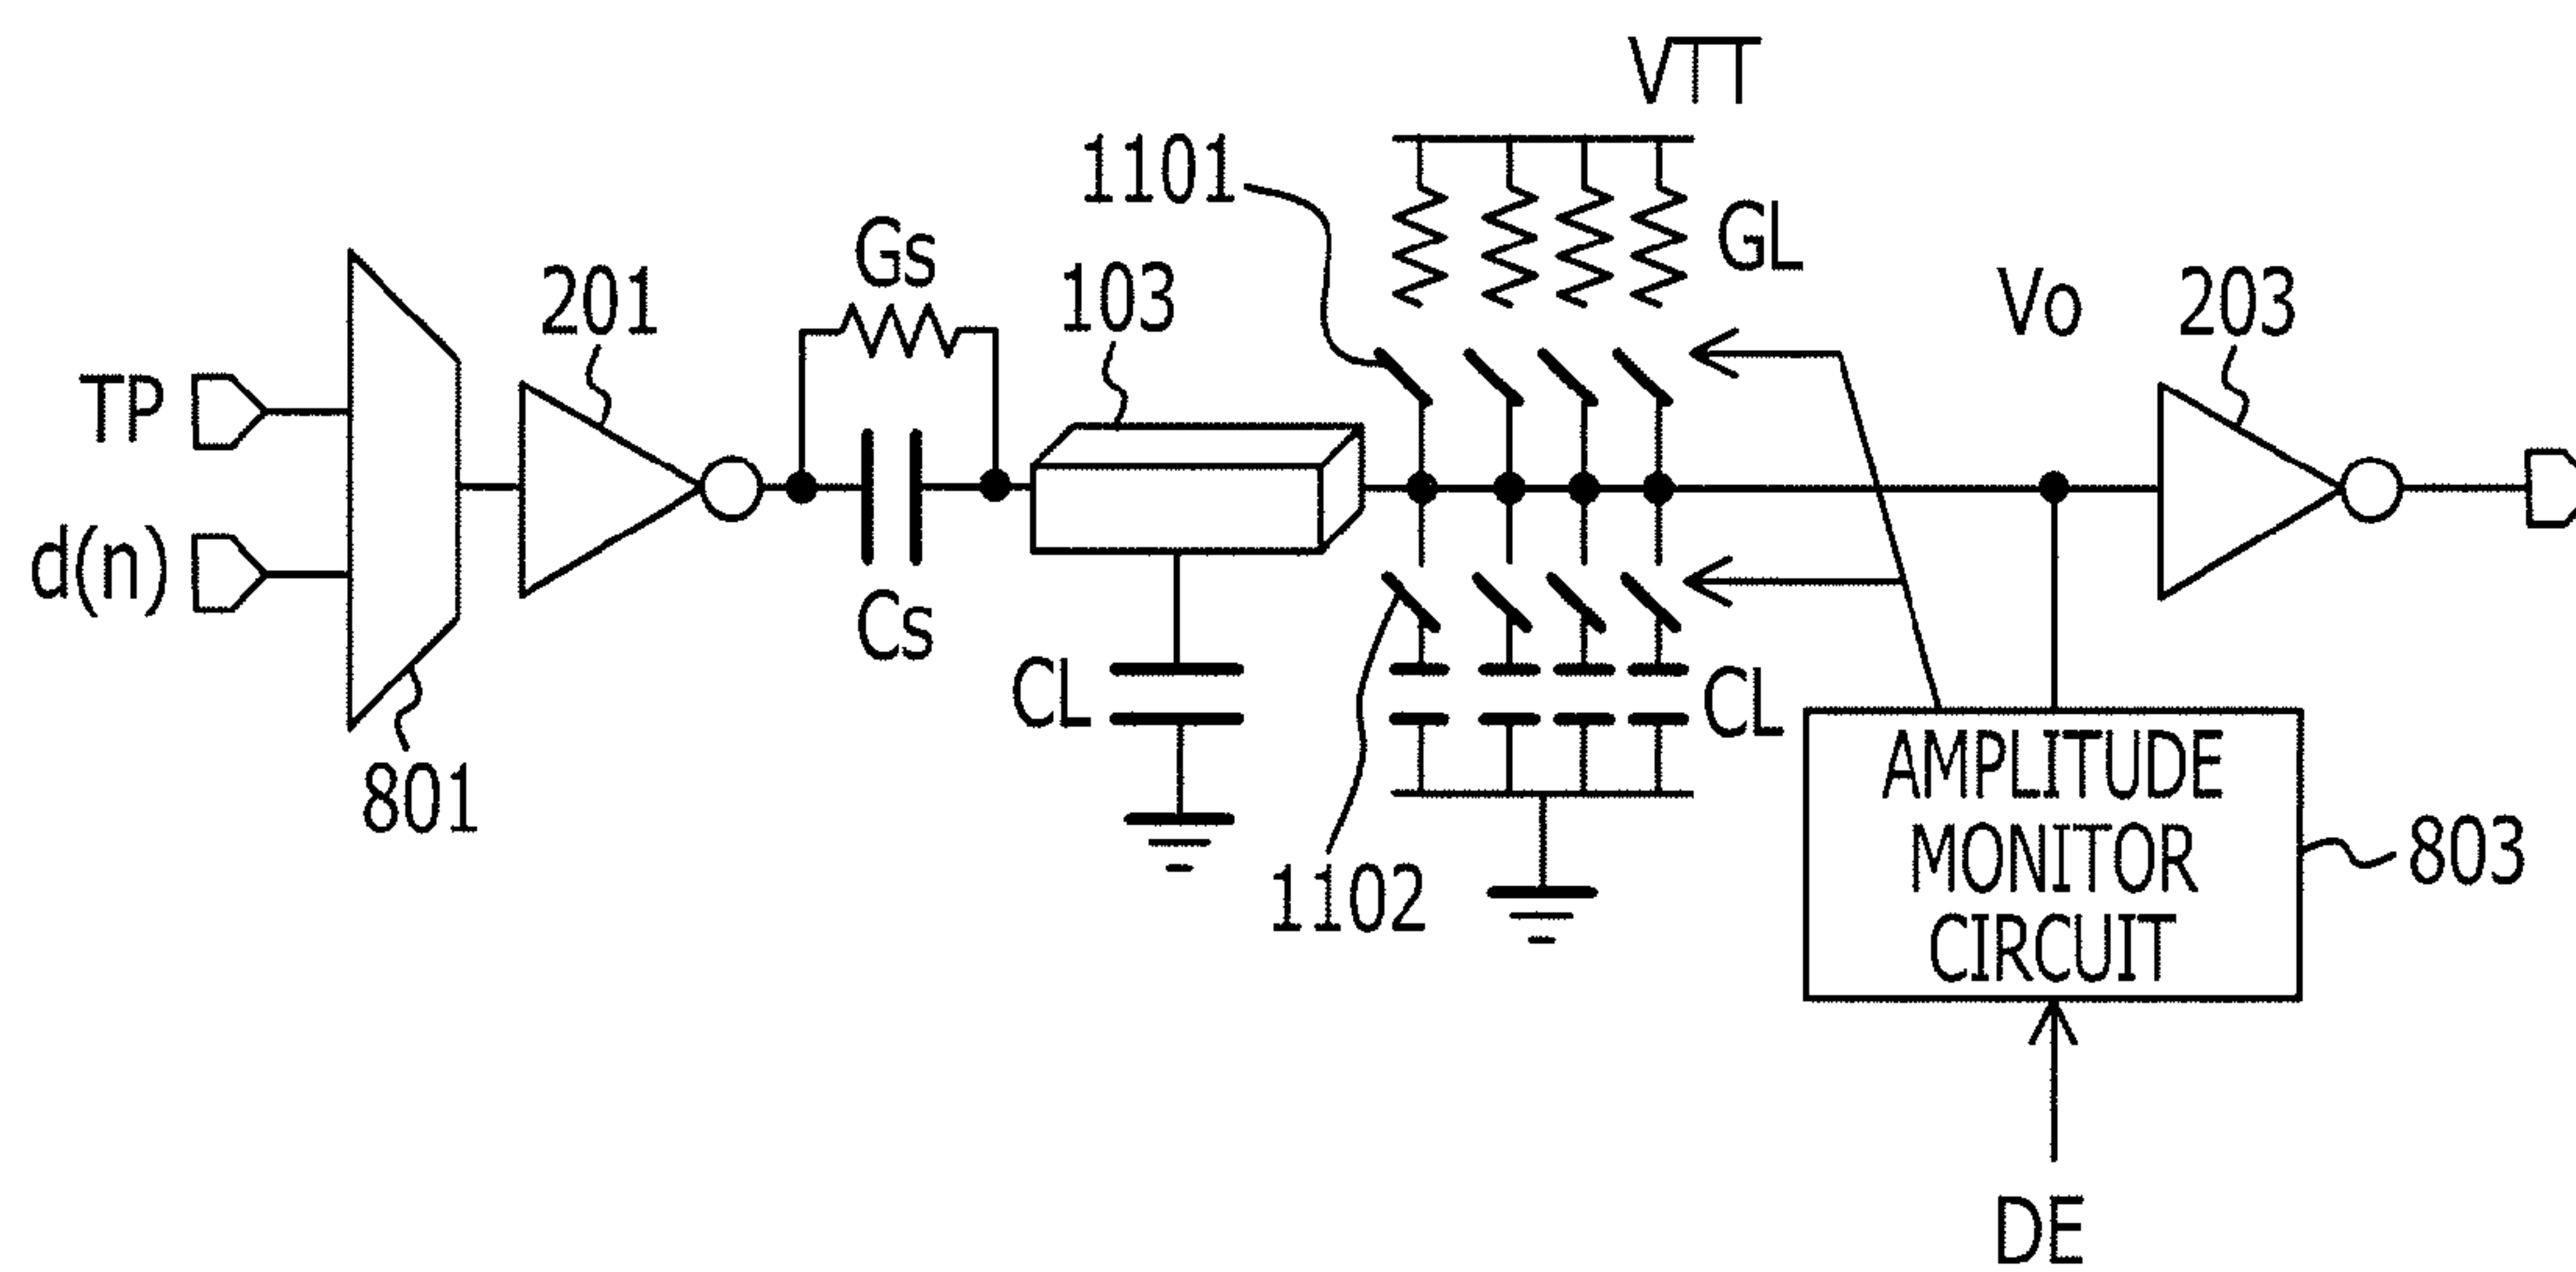 VTT
1101
GL
Gs
201
103
Vo
203
TP
d(n)
Cs
CL
CL
801
1102
AMPLITUDE
MONITOR
CIRCUIT
803
DE